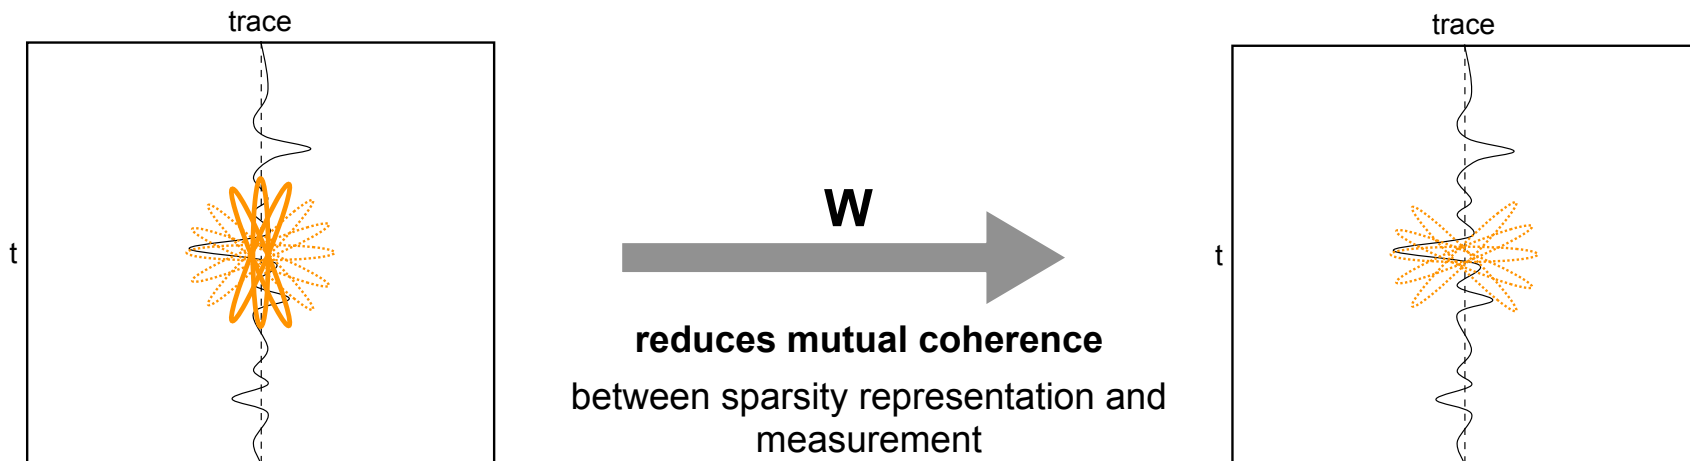 trace
t
W
reduces mutual coherence
between sparsity representation and
measurement
trace
t